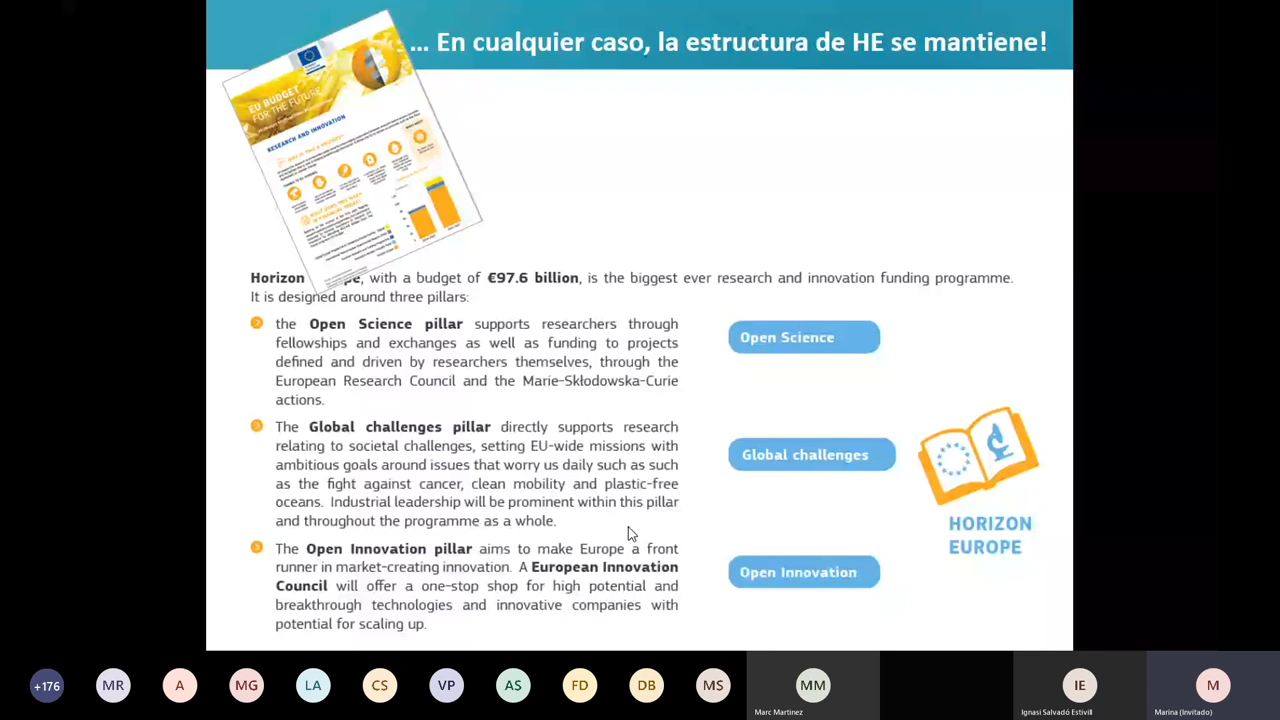 ... En cualquier caso, la estructura de HE se mantiene!
EU BUDGET
FOR THE FUTURE
RESEARCH AND INNOVATION
Horizon pe, with a budget of €97.6 billion, is the biggest ever research and innovation funding programme.
It is designed around three pillars:
the Open Science pillar supports researchers through
fellowships and exchanges as well as funding to projects
defined and driven by researchers themselves, through the
European Research Council and the Marie-Skłodowska-Curie
actions.
Open Science
The Global challenges pillar directly supports research
relating to societal challenges, setting EU-wide missions with
ambitious goals around issues that worry us daily such as such
as the fight against cancer, clean mobility and plastic-free
oceans. Industrial leadership will be prominent within this pillar
and throughout the programme as a whole.
Global challenges
HORIZON
EUROPE
The Open Innovation pillar aims to make Europe a front
runner in market-creating innovation. A European Innovation
Council will offer a one-stop shop for high potential and
breakthrough technologies and innovative companies with
potential for scaling up.
Open Innovation
+176
MR
A
MG
LA
CS
VP
AS
FD
DB
MS
MM
Marc Martinez
IE
Ignasi Salvadó Estivill
M
Marina (Invitado)